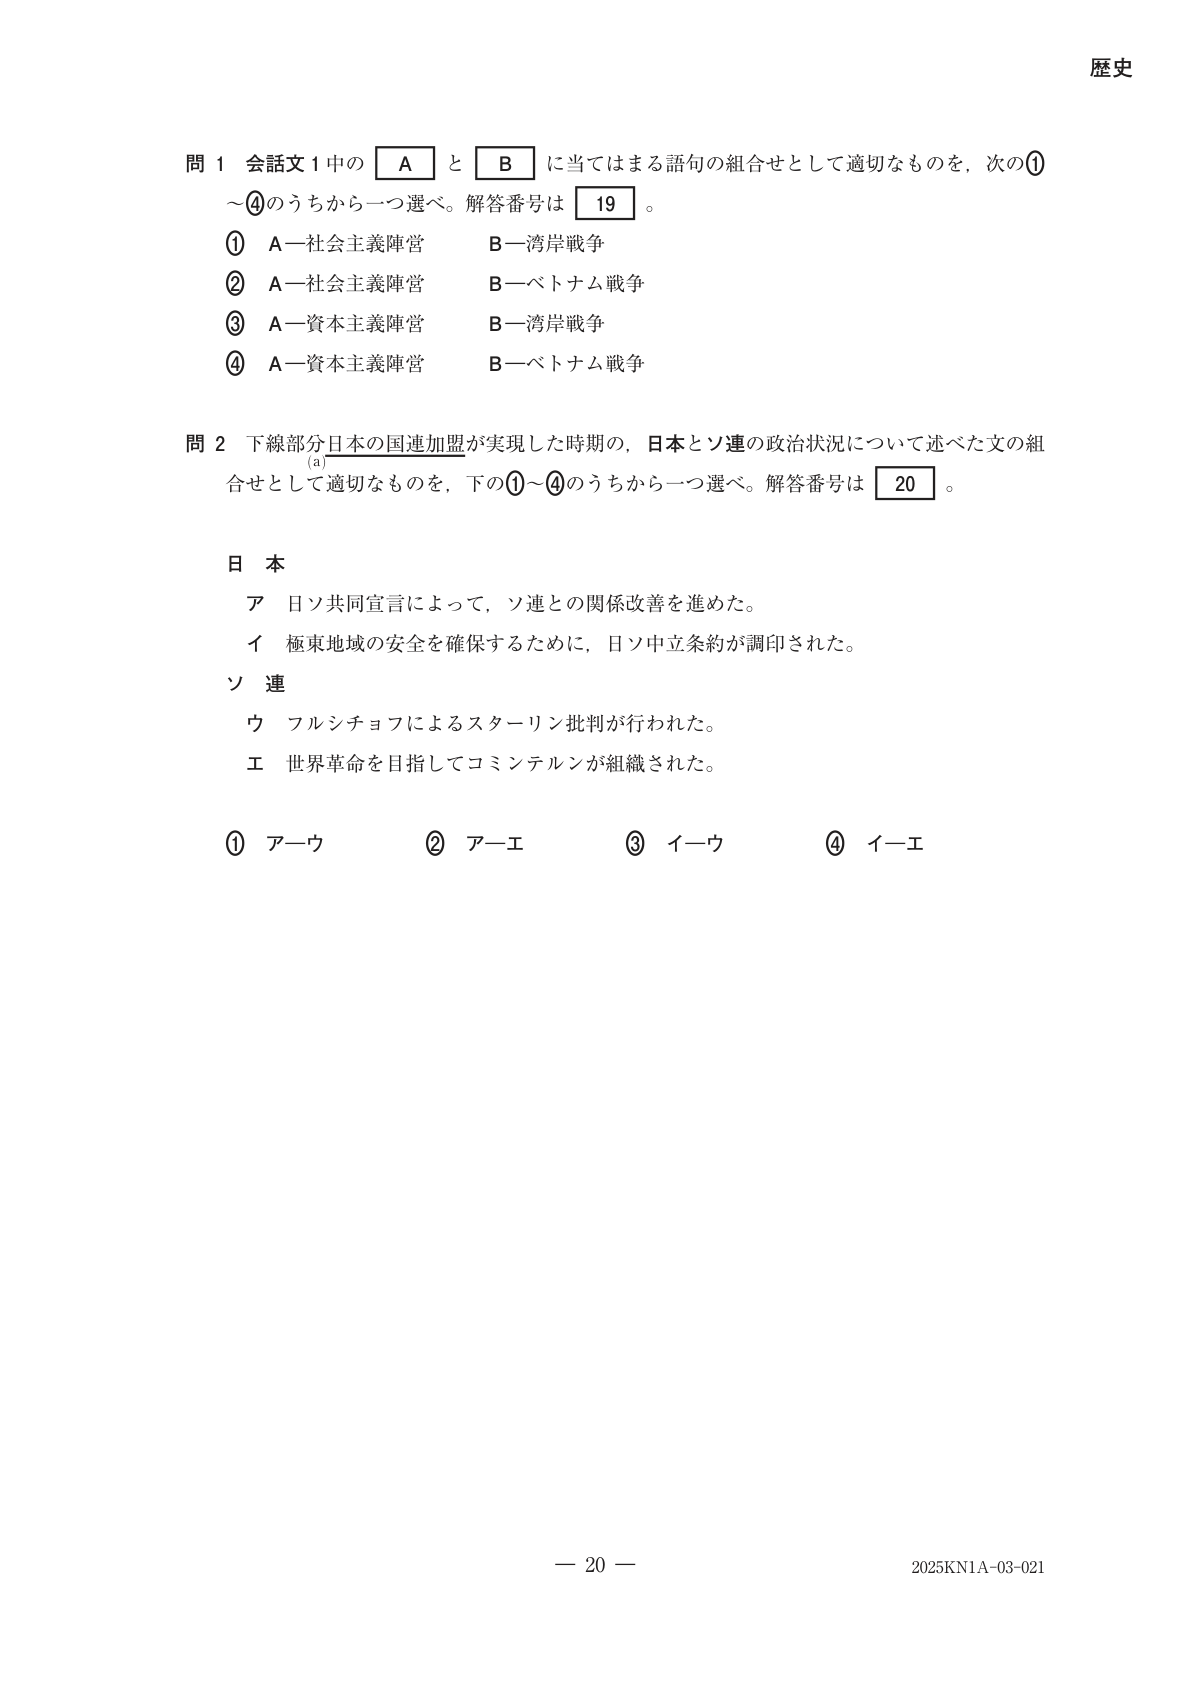 歴史
問 1 会話文 1 中の A と B に当てはまる語句の組合せとして適切なものを，次の①
～④のうちから一つ選べ。解答番号は 19 。
① A―社会主義陣営 B―湾岸戦争
② A―社会主義陣営 B―ベトナム戦争
③ A―資本主義陣営 B―湾岸戦争
④ A―資本主義陣営 B―ベトナム戦争
問 2 下線部分日本の国連加盟が実現した時期の，日本とソ連の政治状況について述べた文の組
(a)
合せとして適切なものを，下の①～④のうちから一つ選べ。解答番号は 20 。
日 本
ア 日ソ共同宣言によって，ソ連との関係改善を進めた。
イ 極東地域の安全を確保するために，日ソ中立条約が調印された。
ソ 連
ウ フルシチョフによるスターリン批判が行われた。
エ 世界革命を目指してコミンテルンが組織された。
① ア―ウ ② ア―エ ③ イ―ウ ④ イ―エ
― 20 ―
2025KN1A-03-021